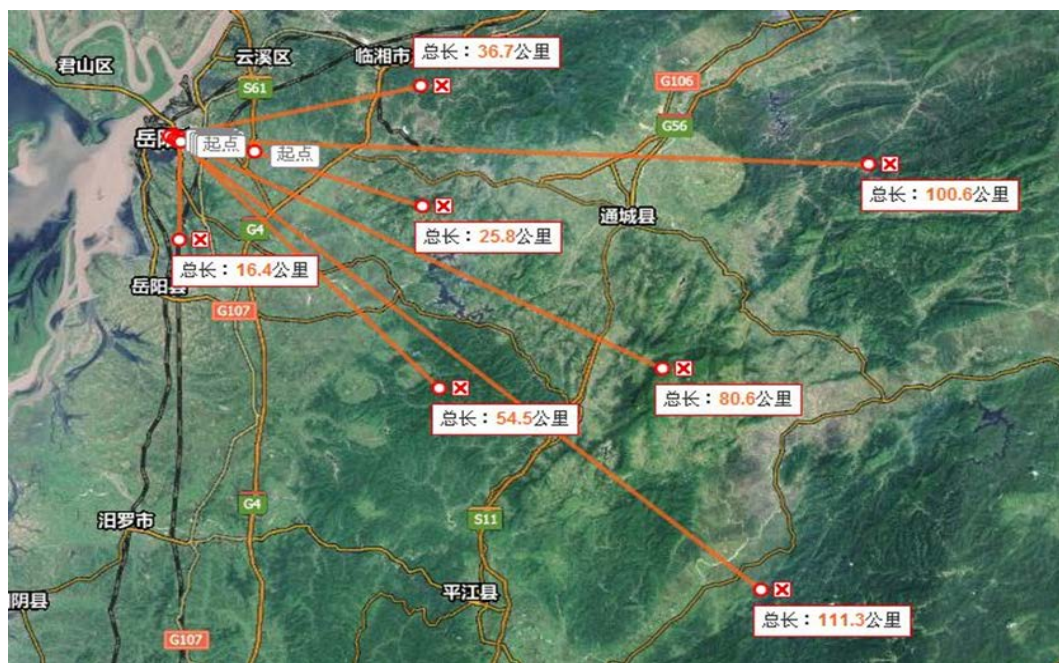 总长：36.7公里
云溪区
临湘市
君山区
G106
S61
G56
岳阳
起点
起点
总长：100.6公里
通城县
G4
总长：25.8公里
总长：16.4公里
岳阳县
G107
总长：80.6公里
总长：54.5公里
G4
S11
汨罗市
平江县
阴县
总长：111.3公里
G107